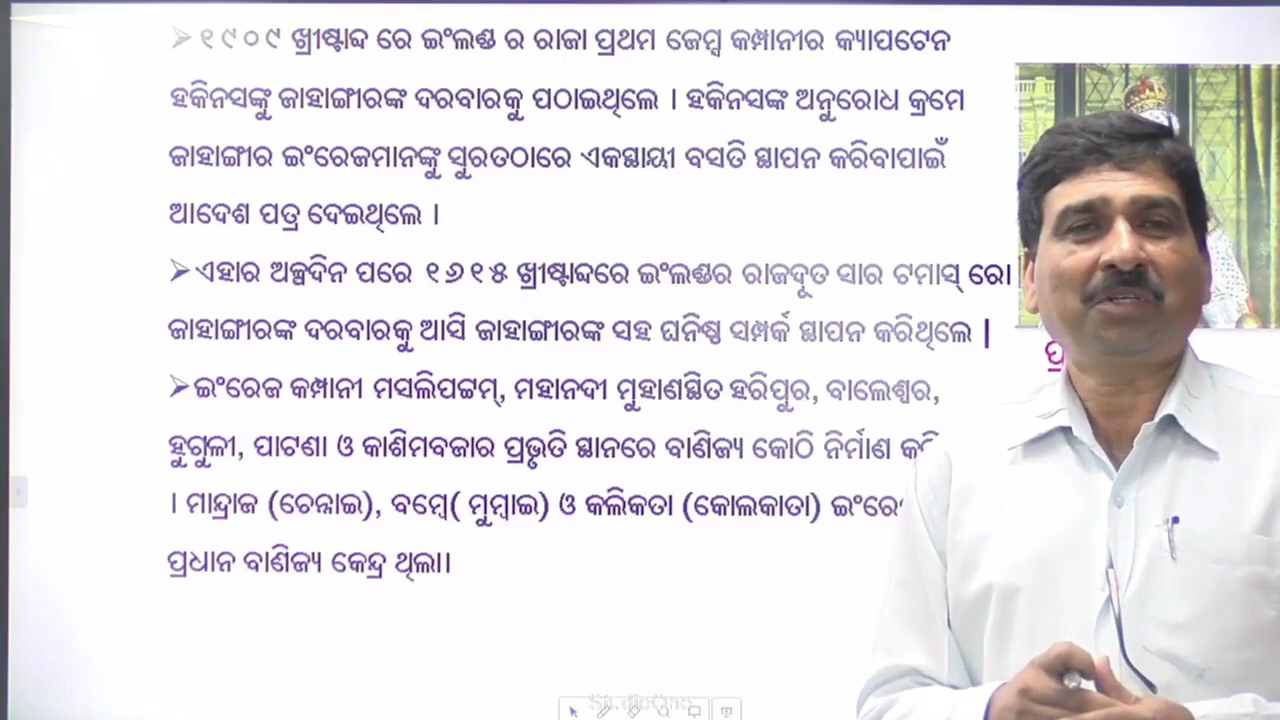 ➢୧୯୦୯ ଖ୍ରୀଷ୍ଟାବ୍ଦ ରେ ଇଂଲଣ୍ଡ ର ରାଜା ପ୍ରଥମ ଜେମ୍ସ କମ୍ପାନୀର କ୍ୟାପଟେନ
ହକିନସଙ୍କୁ ଜାହାଙ୍ଗୀରଙ୍କ ଦରବାରକୁ ପଠାଇଥିଲେ । ହକିନସଙ୍କ ଅନୁରୋଧ କ୍ରମେ
ଜାହାଙ୍ଗୀର ଇଂରେଜମାନଙ୍କୁ ସୁରତଠାରେ ଏକସ୍ଥାୟୀ ବସତି ସ୍ଥାପନ କରିବାପାଇଁ
ଆଦେଶ ପତ୍ର ଦେଇଥିଲେ ।
➢ଏହାର ଅଳ୍ପଦିନ ପରେ ୧୬୧୫ ଖ୍ରୀଷ୍ଟାବ୍ଦରେ ଇଂଲଣ୍ଡର ରାଜଦୂତ ସାର ଟମାସ୍ ରୋ
ଜାହାଙ୍ଗୀରଙ୍କ ଦରବାରକୁ ଆସି ଜାହାଙ୍ଗୀରଙ୍କ ସହ ଘନିଷ୍ଠ ସମ୍ପର୍କ ସ୍ଥାପନ କରିଥିଲେ |
➢ଇଂରେଜ କମ୍ପାନୀ ମସଲିପଟ୍ଟମ୍, ମହାନଦୀ ମୁହାଣସ୍ଥିତ ହରିପୁର, ବାଲେଶ୍ୱର,
ହୁଗୁଳୀ, ପାଟଣା ଓ କାଶିମବଜାର ପ୍ରଭୃତି ସ୍ଥାନରେ ବାଣିଜ୍ୟ କୋଠି ନିର୍ମାଣ
। ମାନ୍ଦ୍ରାଜ (ଚେନ୍ନାଇ), ବମ୍ବେ( ମୁମ୍ବାଇ) ଓ କଲିକତା (କୋଲକାତା)
ପ୍ରଧାନ ବାଣିଜ୍ୟ କେନ୍ଦ୍ର ଥିଲା।।